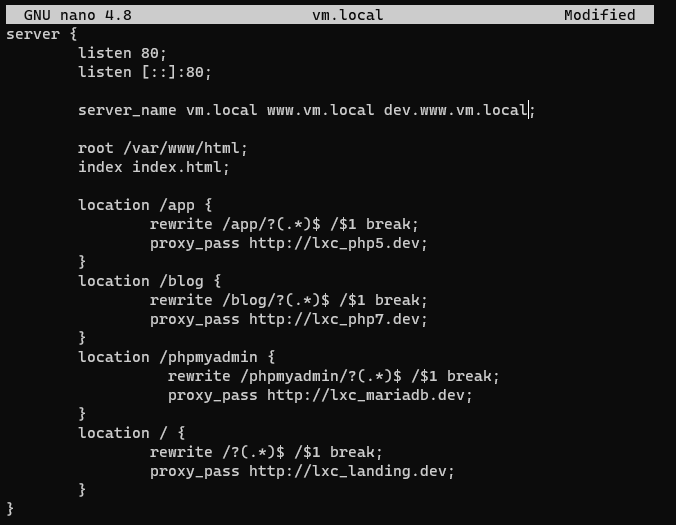 GNU nano 4.8 vm.local Modified
server {
        listen 80;
        listen [::]:80;

        server_name vm.local www.vm.local dev.www.vm.local;

        root /var/www/html;
        index index.html;

        location /app {
                rewrite /app/?(.*)$ /$1 break;
                proxy_pass http://lxc_php5.dev;
        }
        location /blog {
                rewrite /blog/?(.*)$ /$1 break;
                proxy_pass http://lxc_php7.dev;
        }
        location /phpmyadmin {
                  rewrite /phpmyadmin/?(.*)$ /$1 break;
                  proxy_pass http://lxc_mariadb.dev;
        }
        location / {
                rewrite /?(.*)$ /$1 break;
                proxy_pass http://lxc_landing.dev;
        }
}